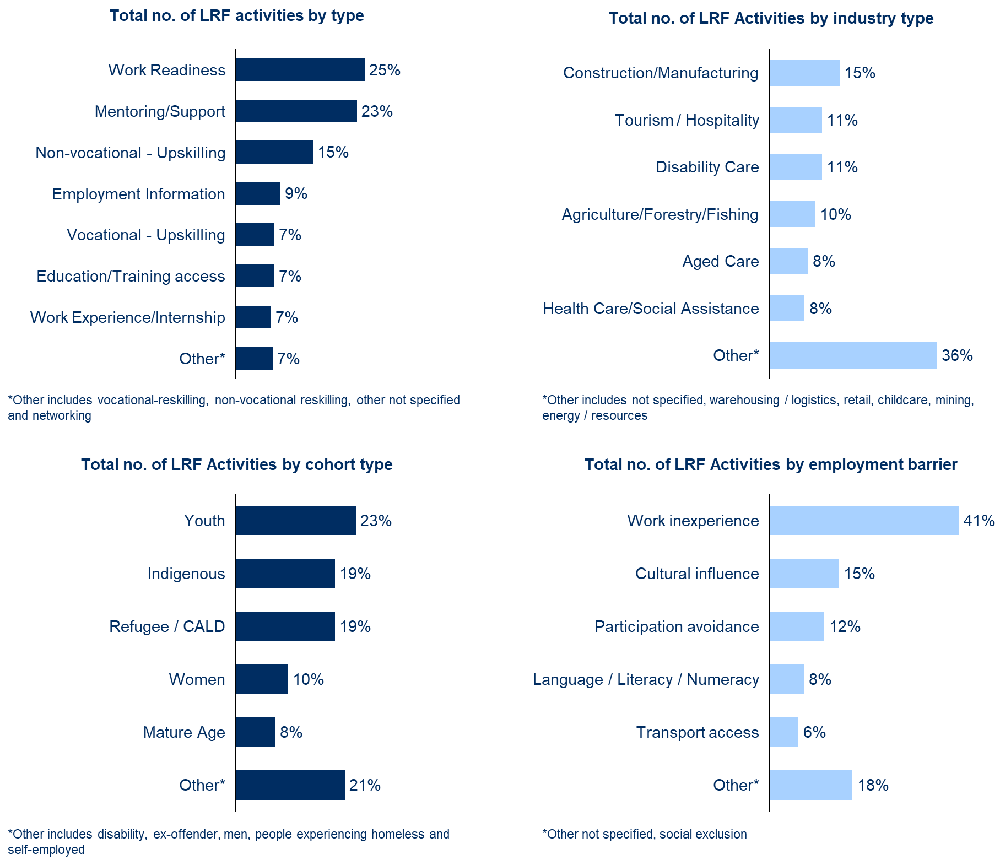 Total no. of LRF activities by type
Work Readiness 25%
Mentoring/Support 23%
Non-vocational - Upskilling 15%
Employment Information 9%
Vocational - Upskilling 7%
Education/Training access 7%
Work Experience/Internship 7%
Other* 7%
*Other includes vocational-reskilling, non-vocational reskilling, other not specified
and networking
Total no. of LRF Activities by industry type
Construction/Manufacturing 15%
Tourism / Hospitality 11%
Disability Care 11%
Agriculture/Forestry/Fishing 10%
Aged Care 8%
Health Care/Social Assistance 8%
Other* 36%
*Other includes not specified, warehousing / logistics, retail, childcare, mining,
energy / resources
Total no. of LRF Activities by cohort type
Youth 23%
Indigenous 19%
Refugee / CALD 19%
Women 10%
Mature Age 8%
Other* 21%
*Other includes disability, ex-offender, men, people experiencing homeless and
self-employed
Total no. of LRF Activities by employment barrier
Work inexperience 41%
Cultural influence 15%
Participation avoidance 12%
Language / Literacy / Numeracy 8%
Transport access 6%
Other* 18%
*Other not specified, social exclusion